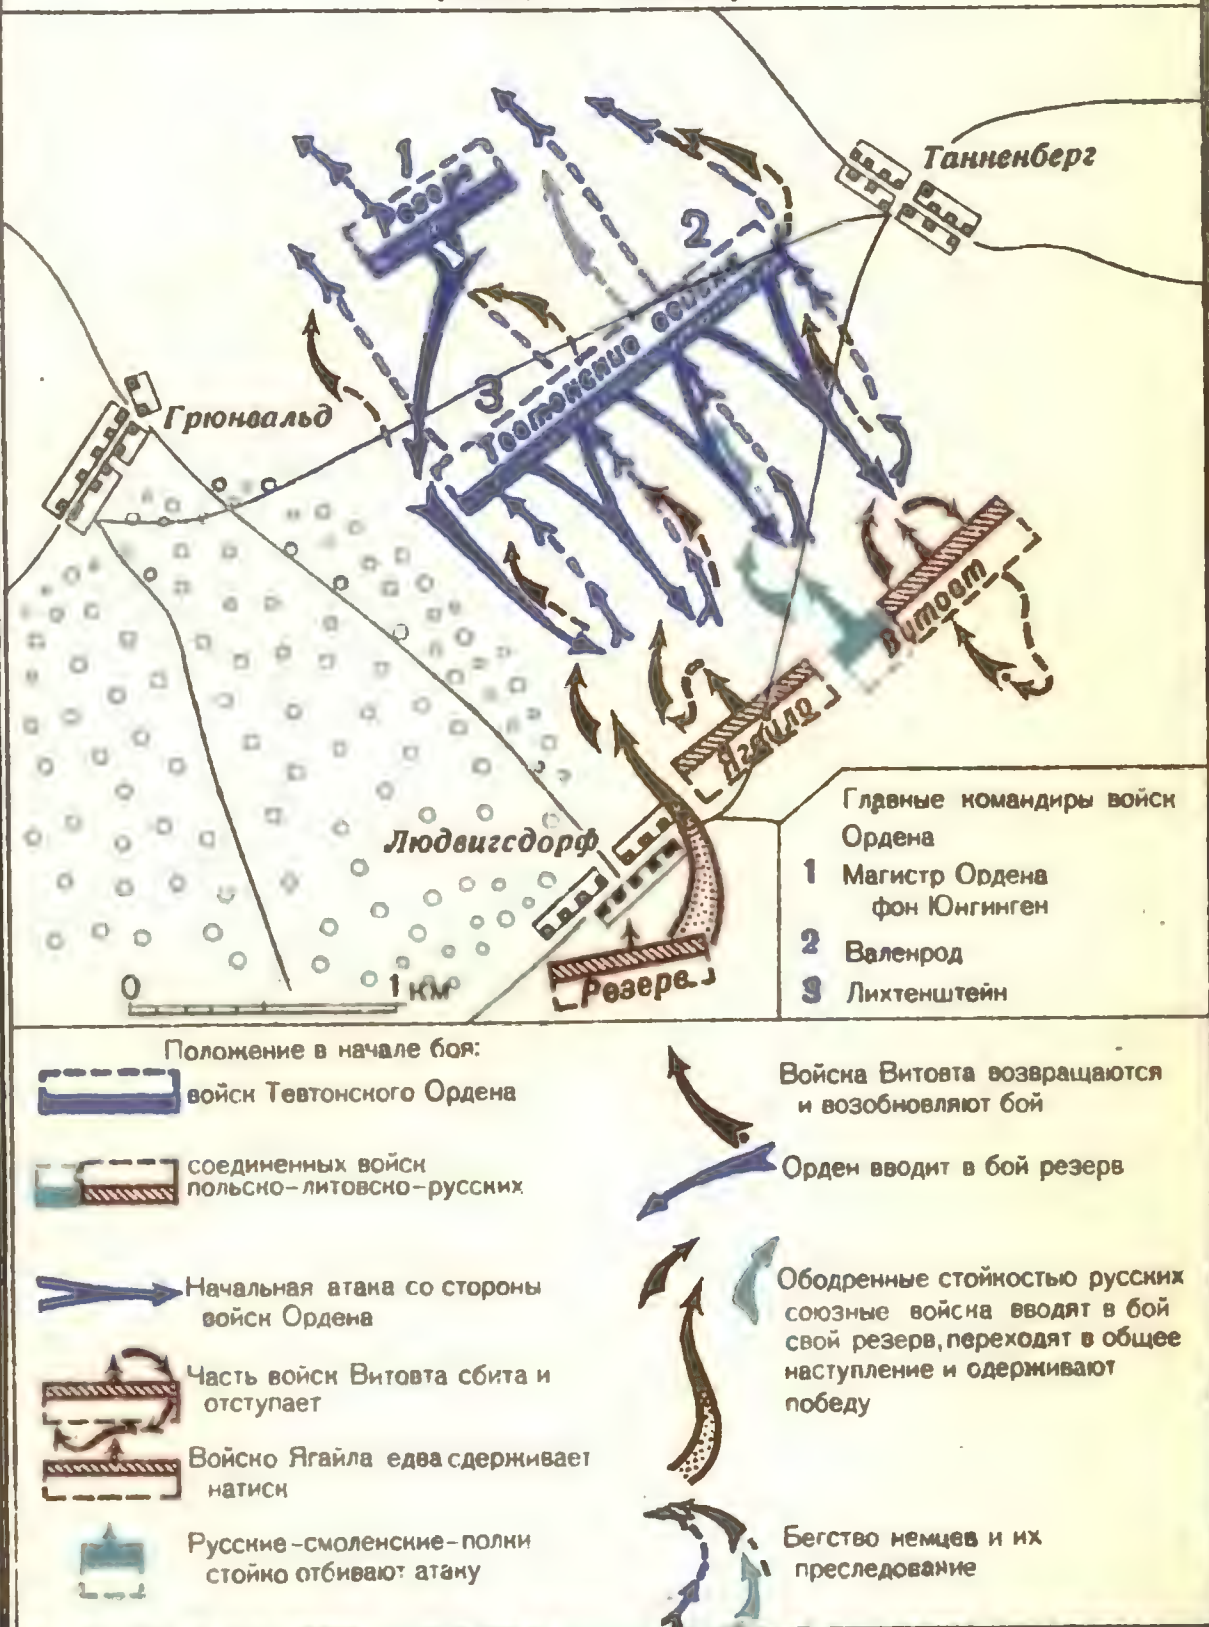 Танненберг
1
Резерв
2
Тевтонские войска
3
Грюнвальд
Витовт
Ягайло
Людвигсдорф
Резерв
0 1 км
Главные командиры войск
Ордена
1 Магистр Ордена
фон Юнгинген
2 Валенрод
3 Лихтенштейн
Положение в начале боя:
войск Тевтонского Ордена
соединенных войск
польско-литовско-русских
Начальная атака со стороны
войск Ордена
Часть войск Витовта сбита и
отступает
Войско Ягайла едва сдерживает
натиск
Русские-смоленские-полки
стойко отбивают атаку
Войска Витовта возвращаются
и возобновляют бой
Орден вводит в бой резерв
Ободренные стойкостью русских
союзные войска вводят в бой
свой резерв, переходят в общее
наступление и одерживают
победу
Бегство немцев и их
преследование